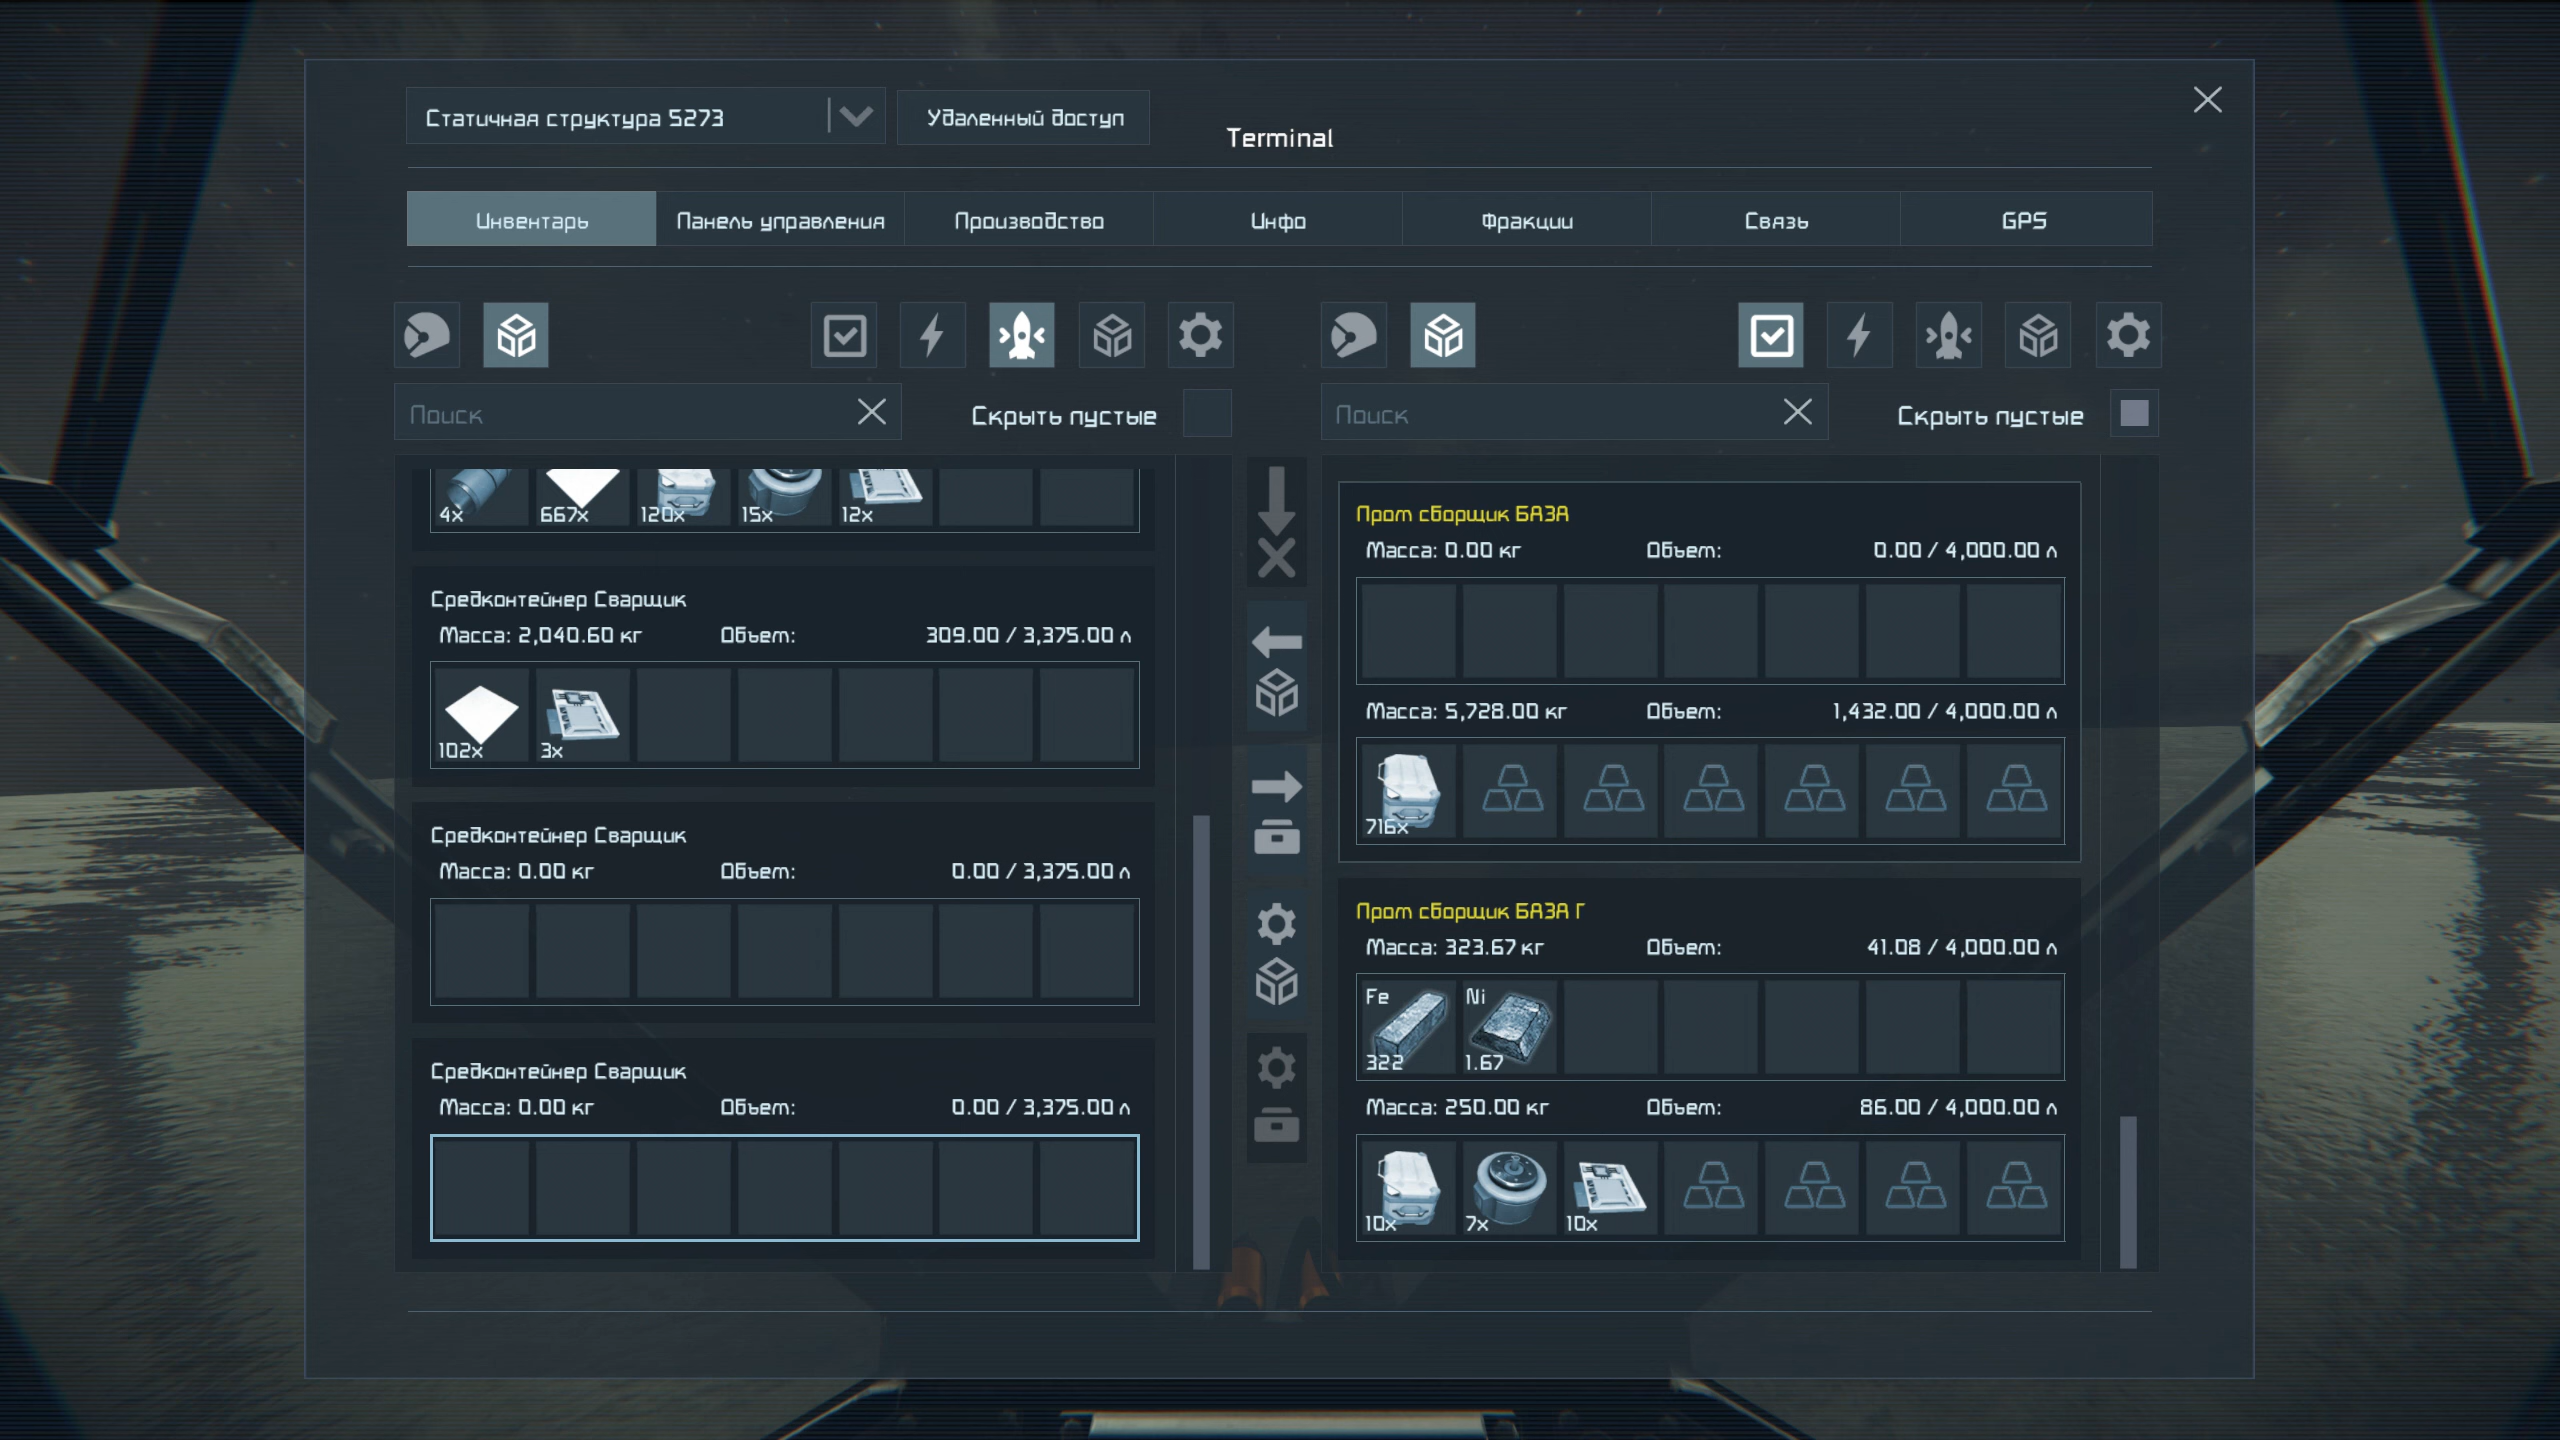 Статичная структура 5273
Удаленный доступ
Terminal
Инвентарь
Панель управления
Производство
Инфо
Фракции
Связь
GPS
Поиск
Скрыть пустые
4x
667x
120x
15x
12x
Средконтейнер Сварщик
Масса: 2,040.60 кг
Объем:
309.00 / 3,375.00 л
102x
3x
Средконтейнер Сварщик
Масса: 0.00 кг
Объем:
0.00 / 3,375.00 л
Средконтейнер Сварщик
Масса: 0.00 кг
Объем:
0.00 / 3,375.00 л
Поиск
Скрыть пустые
Пром сборщик БАЗА
Масса: 0.00 кг
Объем:
0.00 / 4,000.00 л
Масса: 5,728.00 кг
Объем:
1,432.00 / 4,000.00 л
716x
Пром сборщик БАЗА Г
Масса: 323.67 кг
Объем:
41.08 / 4,000.00 л
Fe
322
Ni
1.67
Масса: 250.00 кг
Объем:
86.00 / 4,000.00 л
10x
7x
10x